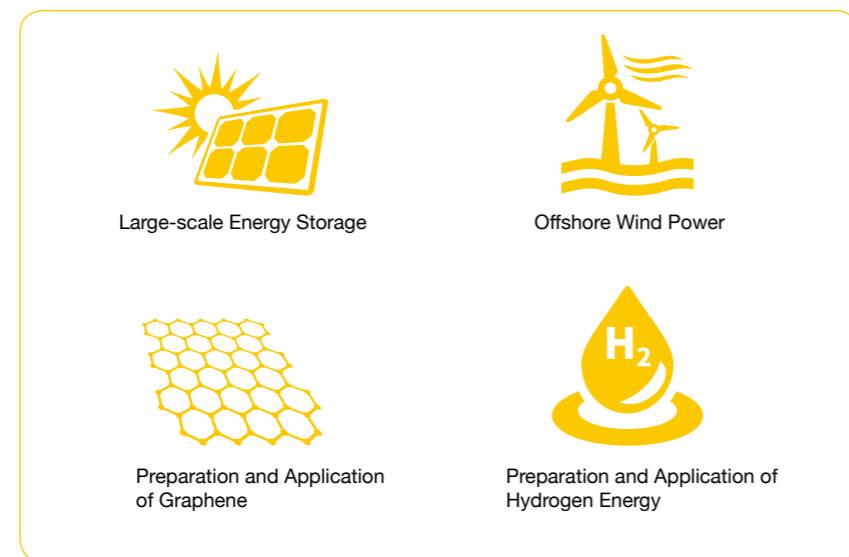 Large-scale Energy Storage
Offshore Wind Power
H₂
Preparation and Application
of Graphene
Preparation and Application of
Hydrogen Energy